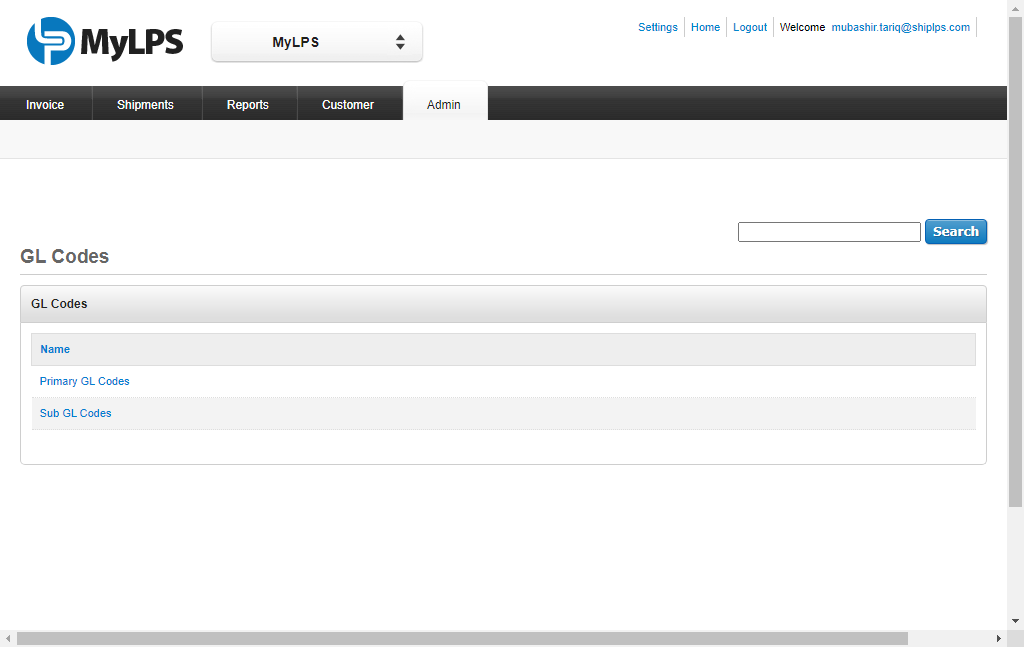 MyLPS
MyLPS
Settings Home Logout Welcome mubashir.tariq@shiplps.com
Invoice Shipments Reports Customer Admin
Search
GL Codes
GL Codes
Name
Primary GL Codes
Sub GL Codes